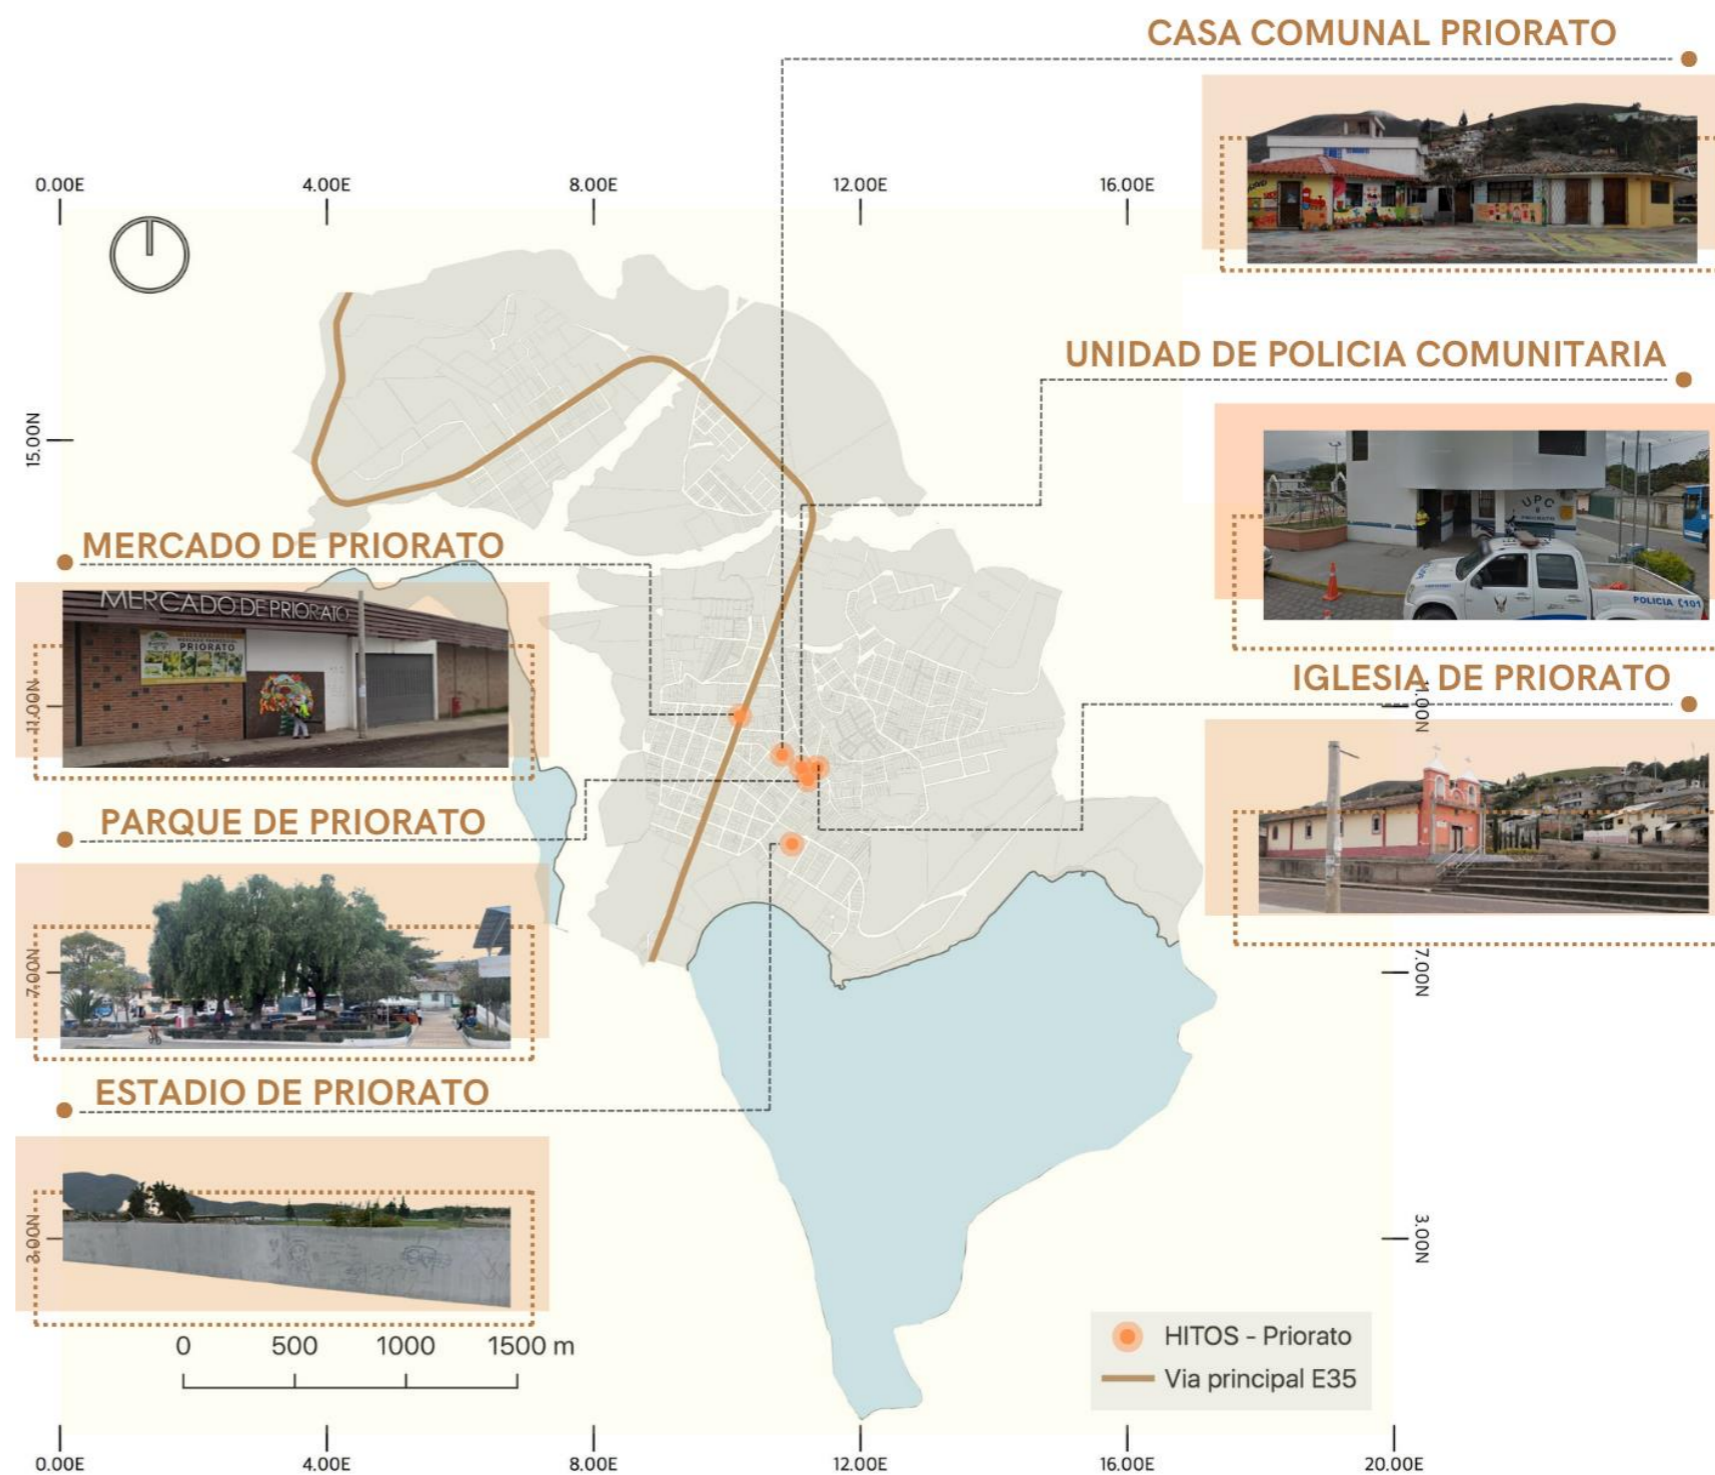 CASA COMUNAL PRIORATO
0.00E 4.00E 8.00E 12.00E 16.00E
UNIDAD DE POLICIA COMUNITARIA
15.00N
UPC
PRIORATO
POLICIA 101
MERCADO DE PRIORATO
MERCADO DE PRIORATO
PRIORATO
11.00N
IGLESIA DE PRIORATO
11.00N
PARQUE DE PRIORATO
7.00N
7.00N
ESTADIO DE PRIORATO
3.00N
3.00N
0 500 1000 1500 m
HITOS - Priorato
Via principal E35
0.00E 4.00E 8.00E 12.00E 16.00E 20.00E